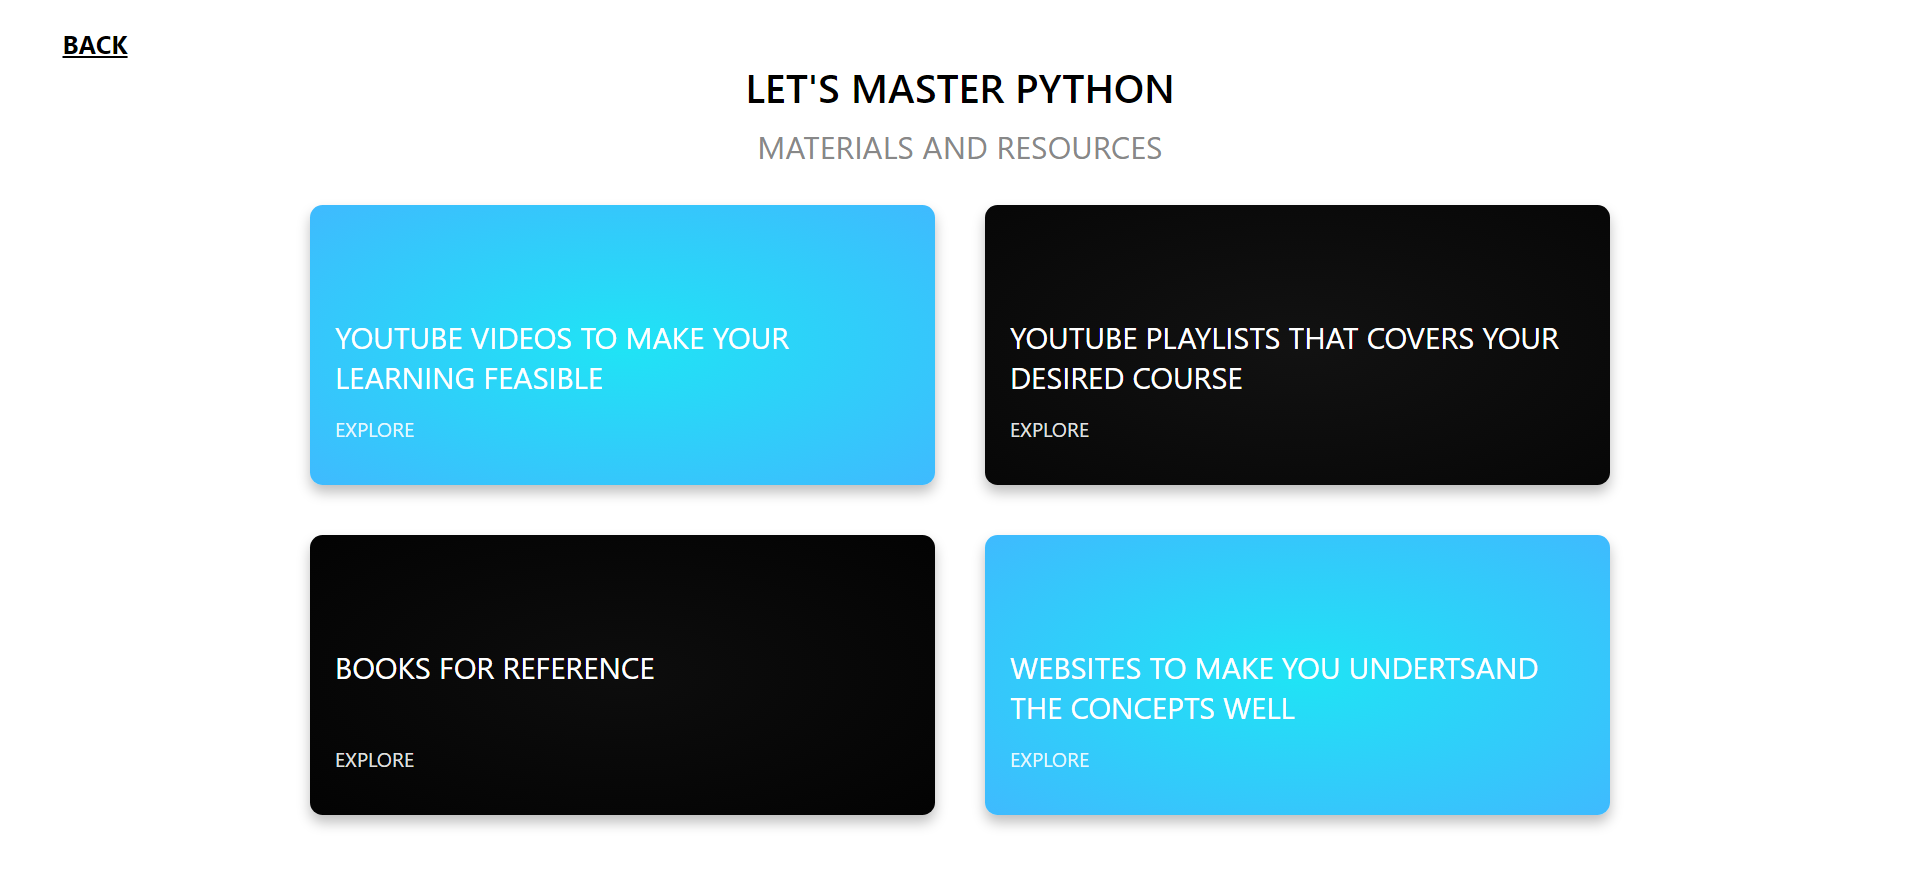 BACK
LET'S MASTER PYTHON
MATERIALS AND RESOURCES
YOUTUBE VIDEOS TO MAKE YOUR
LEARNING FEASIBLE
EXPLORE
YOUTUBE PLAYLISTS THAT COVERS YOUR
DESIRED COURSE
EXPLORE
BOOKS FOR REFERENCE
EXPLORE
WEBSITES TO MAKE YOU UNDERTSAND
THE CONCEPTS WELL
EXPLORE